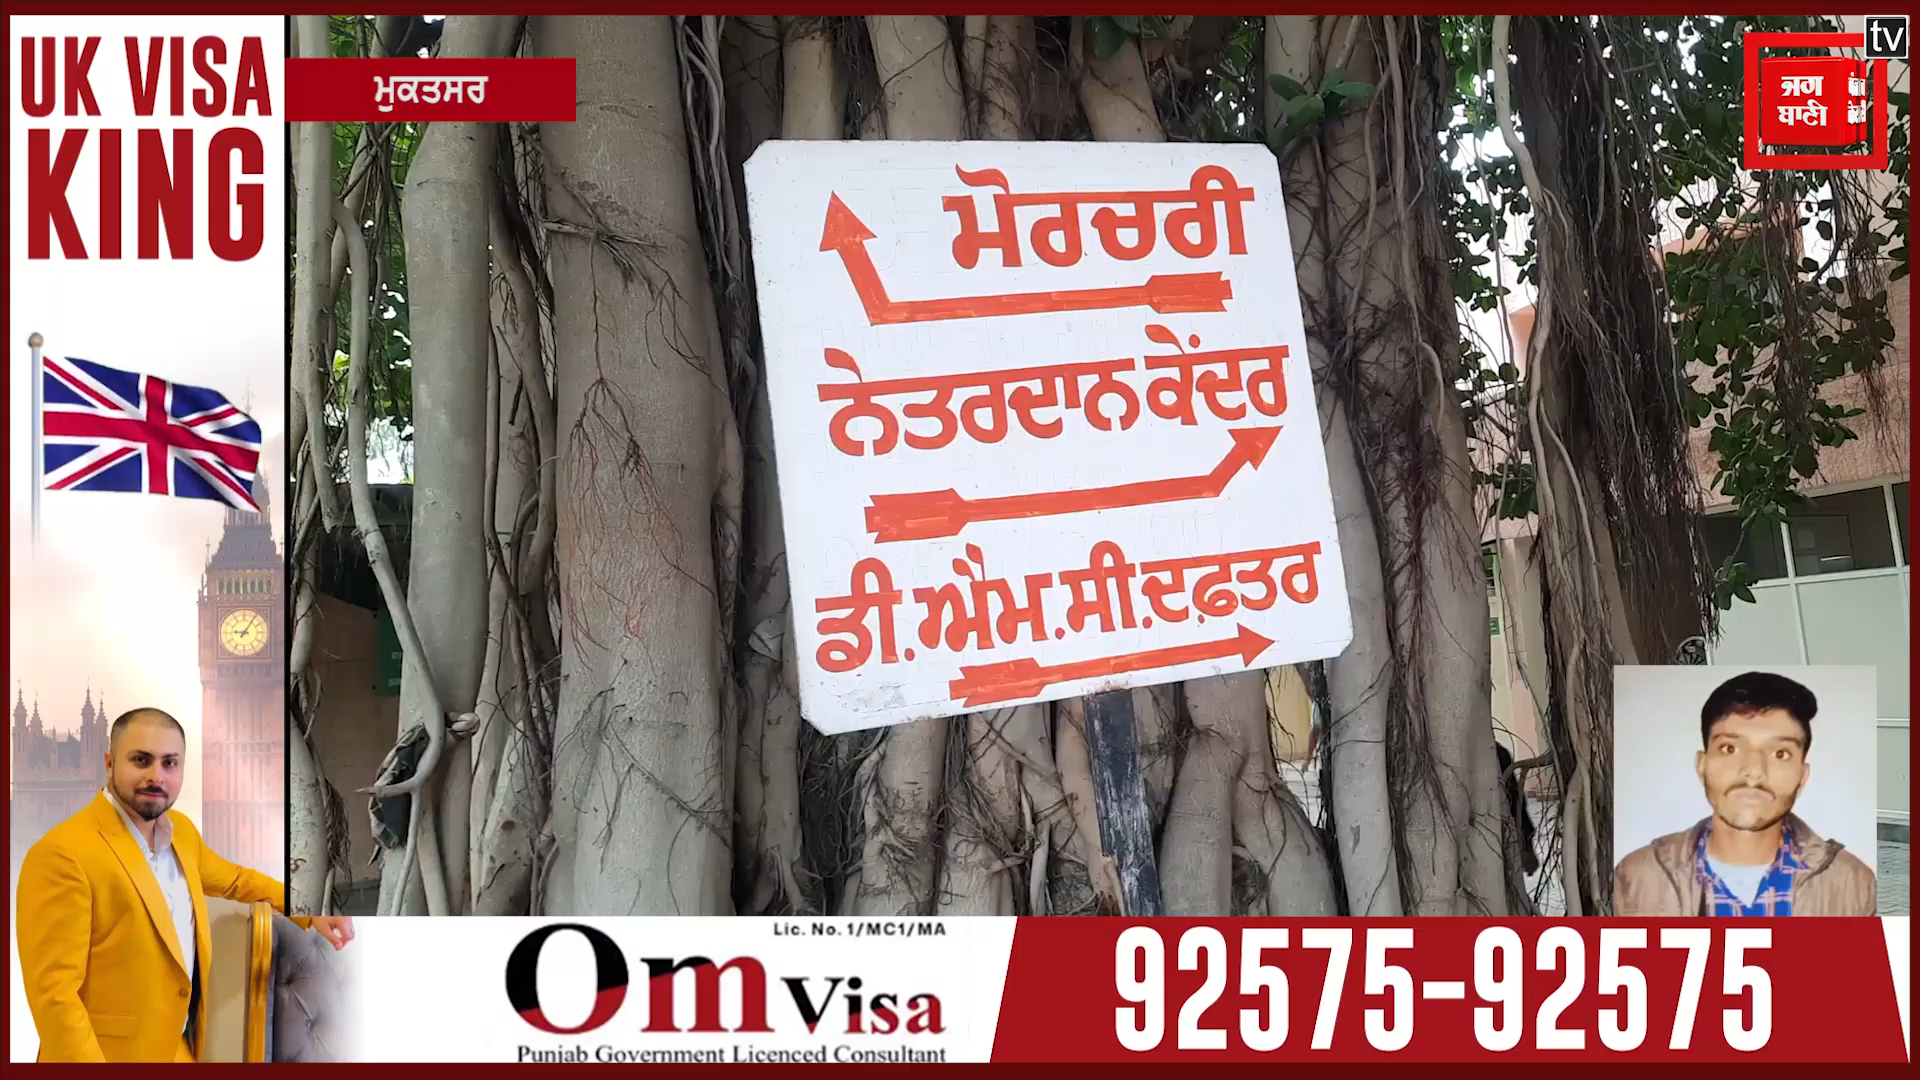 UK VISA
KING
ਮੁਕਤਸਰ
tv
ਜਗ
ਬਾਣੀ
ਮੌਰਚਰੀ
ਨੇਤਰਦਾਨ ਕੇਂਦਰ
ਡੀ.ਐਮ.ਸੀ.ਦਫ਼ਤਰ
Lic. No. 1/MC1/MA
Om Visa
Punjab Government Licenced Consultant
92575-92575